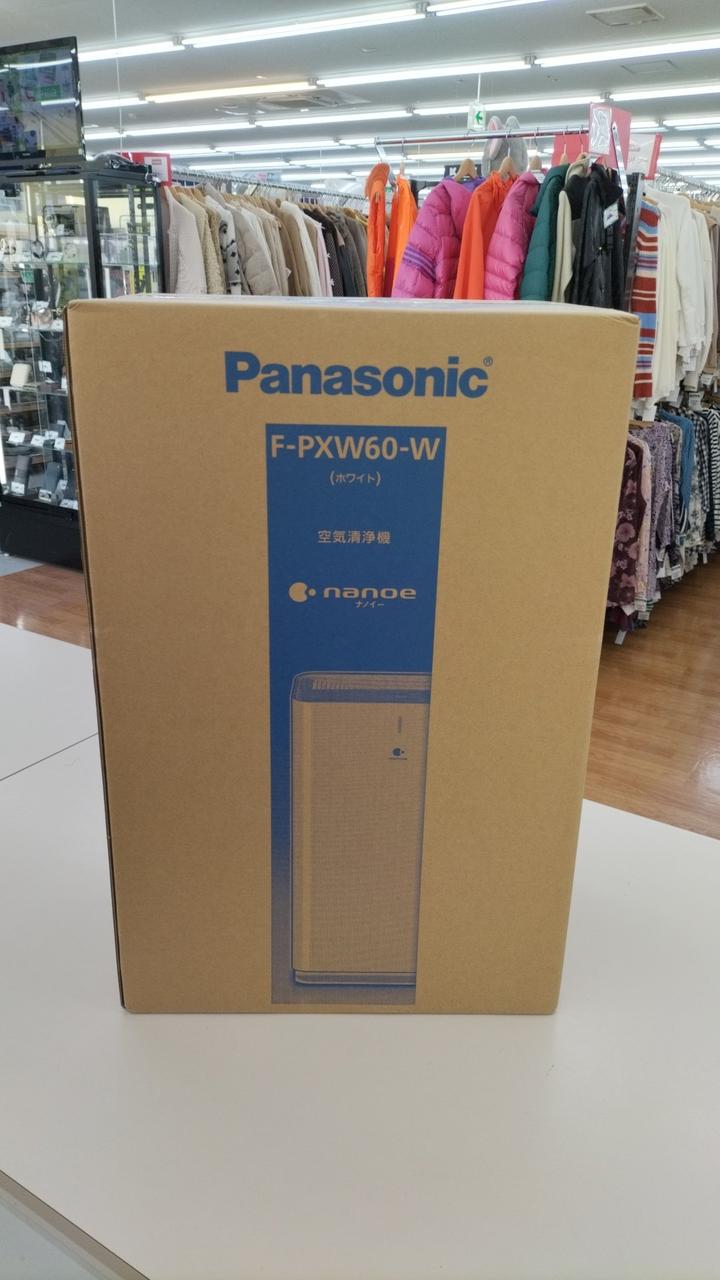 Panasonic®
F-PXW60-W
(ホワイト)
空気清浄機
nanoe
ナノイー